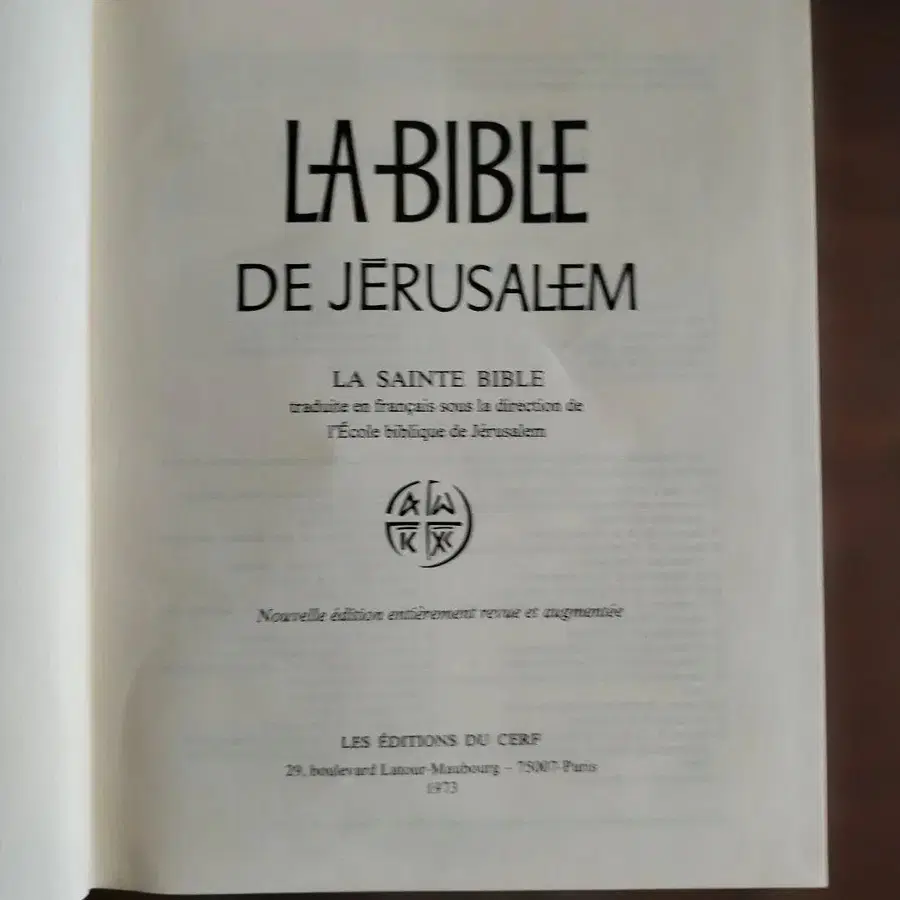 LA BIBLE
DE JÉRUSALEM
LA SAINTE BIBLE
traduite en français sous la direction de
l'École biblique de Jérusalem
A W
K X
Nouvelle édition entièrement revue et augmentée
LES ÉDITIONS DU CERF
29, boulevard Latour-Maubourg – 75007-Paris
1973